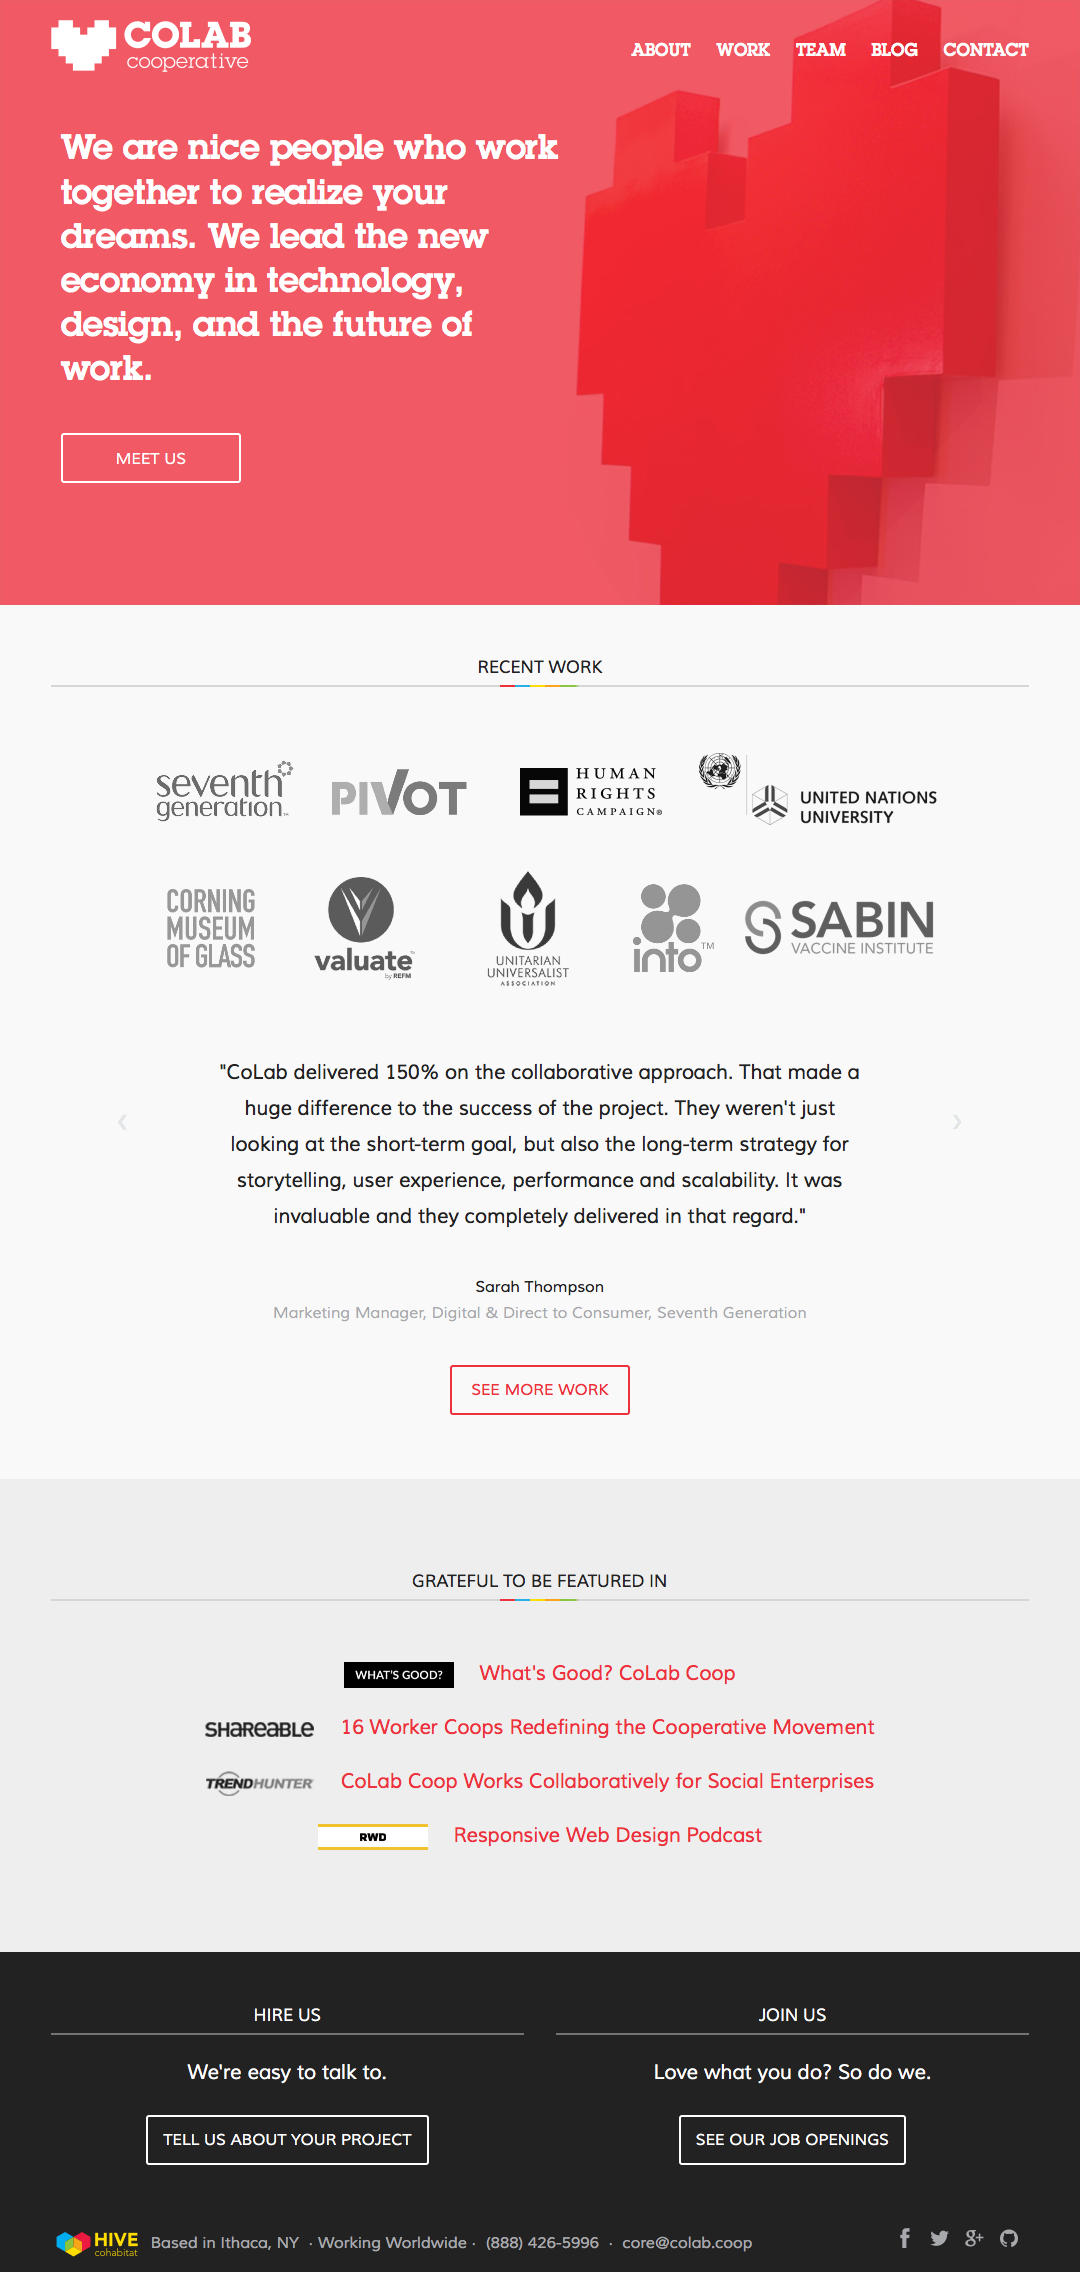 COLAB
cooperative
ABOUT WORK TEAM BLOG CONTACT
We are nice people who work
together to realize your
dreams. We lead the new
economy in technology,
design, and the future of
work.
MEET US
RECENT WORK
seventh
generation™
PIVOT
HUMAN
RIGHTS
CAMPAIGN®
UNITED NATIONS
UNIVERSITY
CORNING
MUSEUM
OF GLASS
valuate™
by REFM
UNITARIAN
UNIVERSALIST
ASSOCIATION
into™
SABIN
VACCINE INSTITUTE
"CoLab delivered 150% on the collaborative approach. That made a
huge difference to the success of the project. They weren't just
looking at the short-term goal, but also the long-term strategy for
storytelling, user experience, performance and scalability. It was
invaluable and they completely delivered in that regard."
Sarah Thompson
Marketing Manager, Digital & Direct to Consumer, Seventh Generation
SEE MORE WORK
GRATEFUL TO BE FEATURED IN
WHAT'S GOOD? What's Good? CoLab Coop
SHAREABLE 16 Worker Coops Redefining the Cooperative Movement
TRENDHUNTER CoLab Coop Works Collaboratively for Social Enterprises
RWD Responsive Web Design Podcast
HIRE US
We're easy to talk to.
TELL US ABOUT YOUR PROJECT
JOIN US
Love what you do? So do we.
SEE OUR JOB OPENINGS
HIVE
cohabitat
Based in Ithaca, NY · Working Worldwide · (888) 426-5996 · core@colab.coop